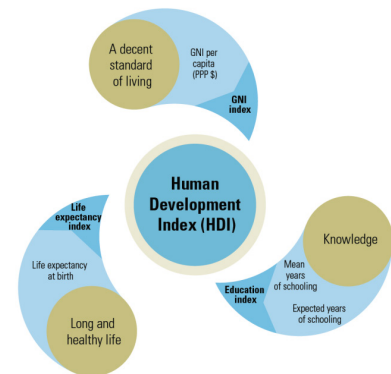 A decent
standard
of living
GNI per
capita
(PPP $)
GNI
index
Human
Development
Index (HDI)
Life
expectancy
index
Life expectancy
at birth
Long and
healthy life
Knowledge
Mean
years
of schooling
Expected years
of schooling
Education
index